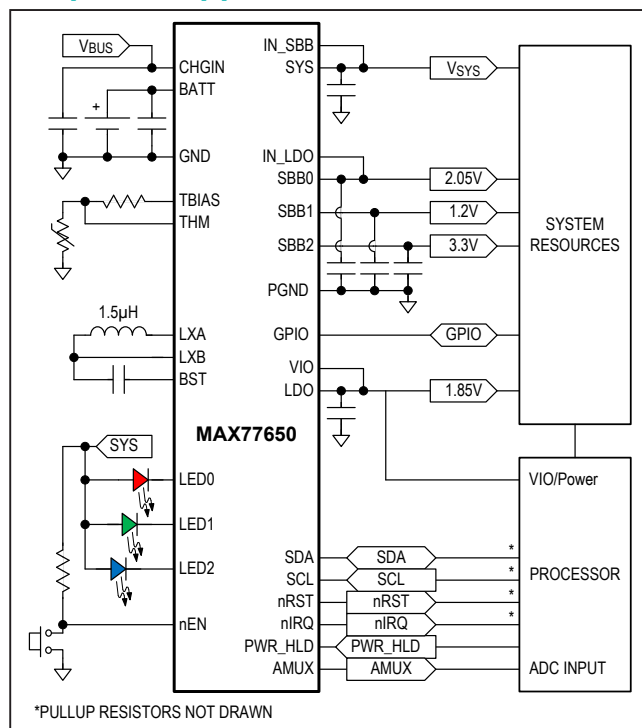 VBUS
CHGIN
BATT
+
GND
TBIAS
THM
1.5µH
LXA
LXB
BST
MAX77650
SYS
LED0
LED1
LED2
nEN
IN_SBB
SYS
VSYS
IN_LDO
SBB0
2.05V
SBB1
1.2V
SBB2
3.3V
PGND
GPIO
GPIO
VIO
LDO
1.85V
SYSTEM
RESOURCES
VIO/Power
SDA
SDA
*
SCL
SCL
*
PROCESSOR
nRST
nRST
*
nIRQ
nIRQ
*
PWR_HLD
PWR_HLD
AMUX
AMUX
ADC INPUT
*PULLUP RESISTORS NOT DRAWN